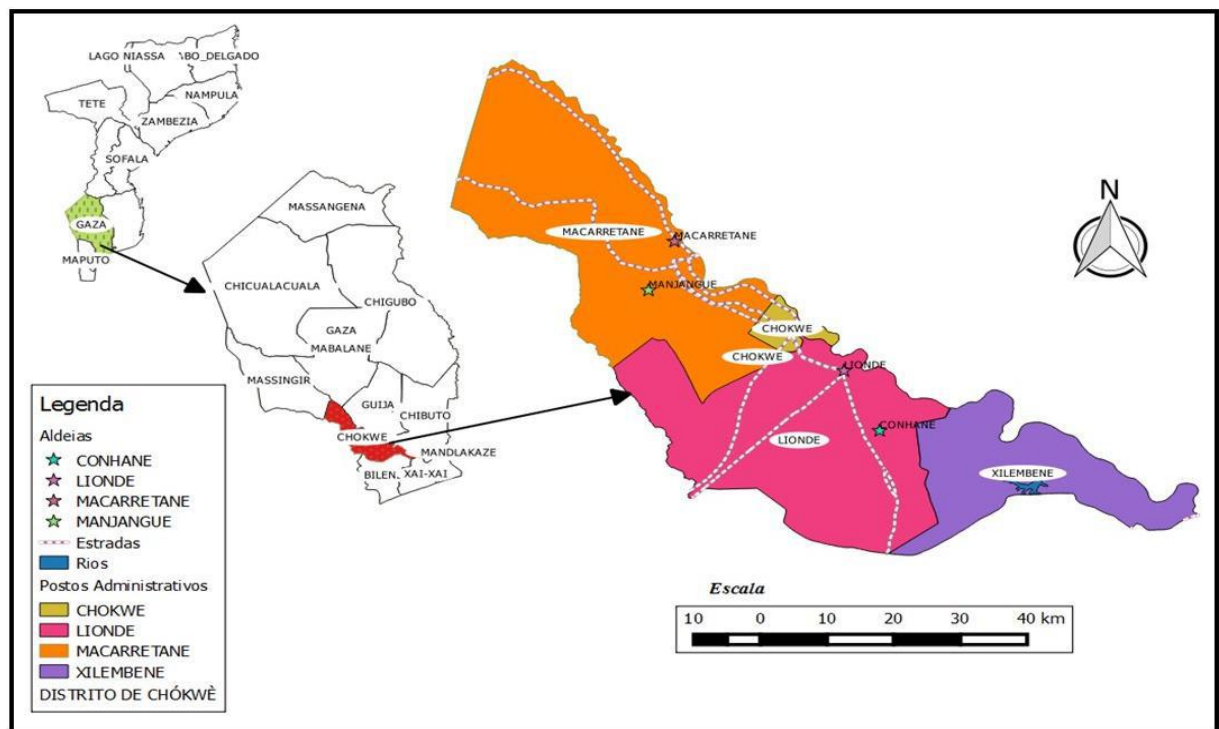 LAGO NIASSA ABO_DELGADO
TETE
NAMPULA
ZAMBEZIA
SOFALA
GAZA
MAPUTO
MASSANGENA
CHICUALACUALA
CHIGUBO
GAZA
MABALANE
MASSINGIR
GUIJA
CHIBUTO
CHOKWE
MANDLAKAZE
BILEN
XAI-XAI
MACARRETANE
MACARRETANE
MANJANGUE
CHOKWE
CHOKWE
LIONDE
CONHANE
LIONDE
XILEMBENE
N
Legenda
Aldeias
CONHANE
LIONDE
MACARRETANE
MANJANGUE
Estradas
Rios
Postos Administrativos
CHOKWE
LIONDE
MACARRETANE
XILEMBENE
DISTRITO DE CHÓKWÈ
Escala
10 0 10 20 30 40 km